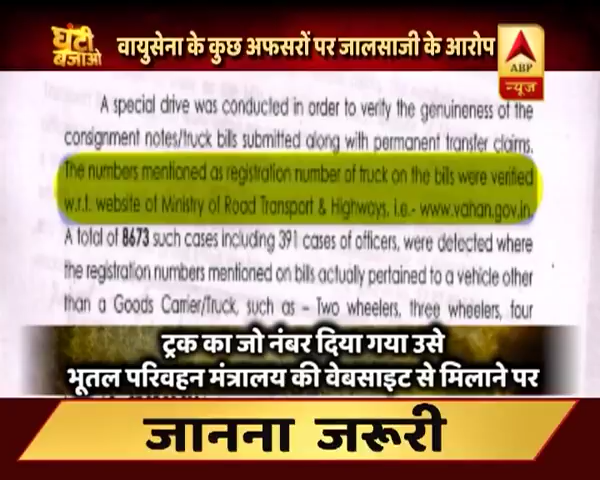 घंटी बजाओ
वायुसेना के कुछ अफसरों पर जालसाजी के आरोप
ABP
न्यूज़
A special drive was conducted in order to verify the genuineness of the
consignment notes/truck bills submitted along with permanent transfer claims.
The numbers mentioned as registration number of truck on the bills were verified
w.r.t. website of Ministry of Road Transport & Highways, i.e.- www.vahan.gov.in.
A total of 8673 such cases including 391 cases of officers, were detected where
the registration numbers mentioned on bills actually pertained to a vehicle other
than a Goods Carrier/Truck, such as – Two wheelers, three wheelers, four
ट्रक का जो नंबर दिया गया उसे
भूतल परिवहन मंत्रालय की वेबसाइट से मिलाने पर
जानना जरूरी